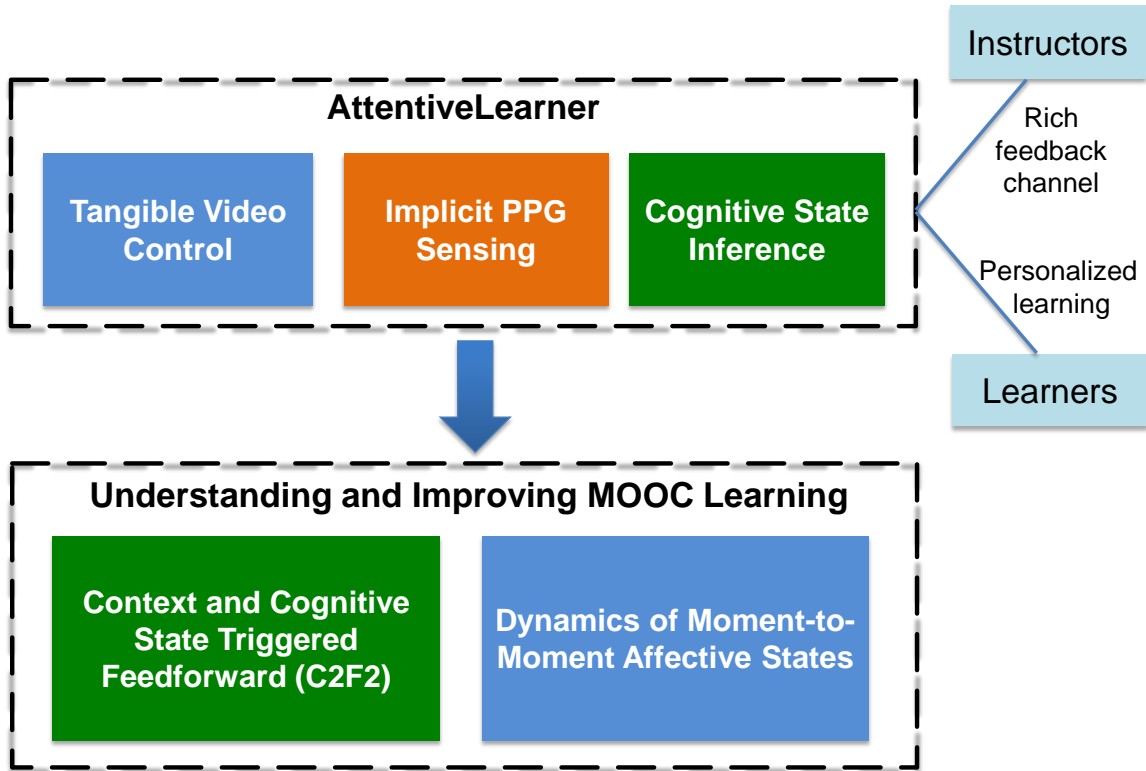 Instructors
AttentiveLearner
Rich
feedback
channel
Tangible Video
Control
Implicit PPG
Sensing
Cognitive State
Inference
Personalized
learning
Learners
Understanding and Improving MOOC Learning
Context and Cognitive
State Triggered
Feedforward (C2F2)
Dynamics of Moment-to-
Moment Affective States